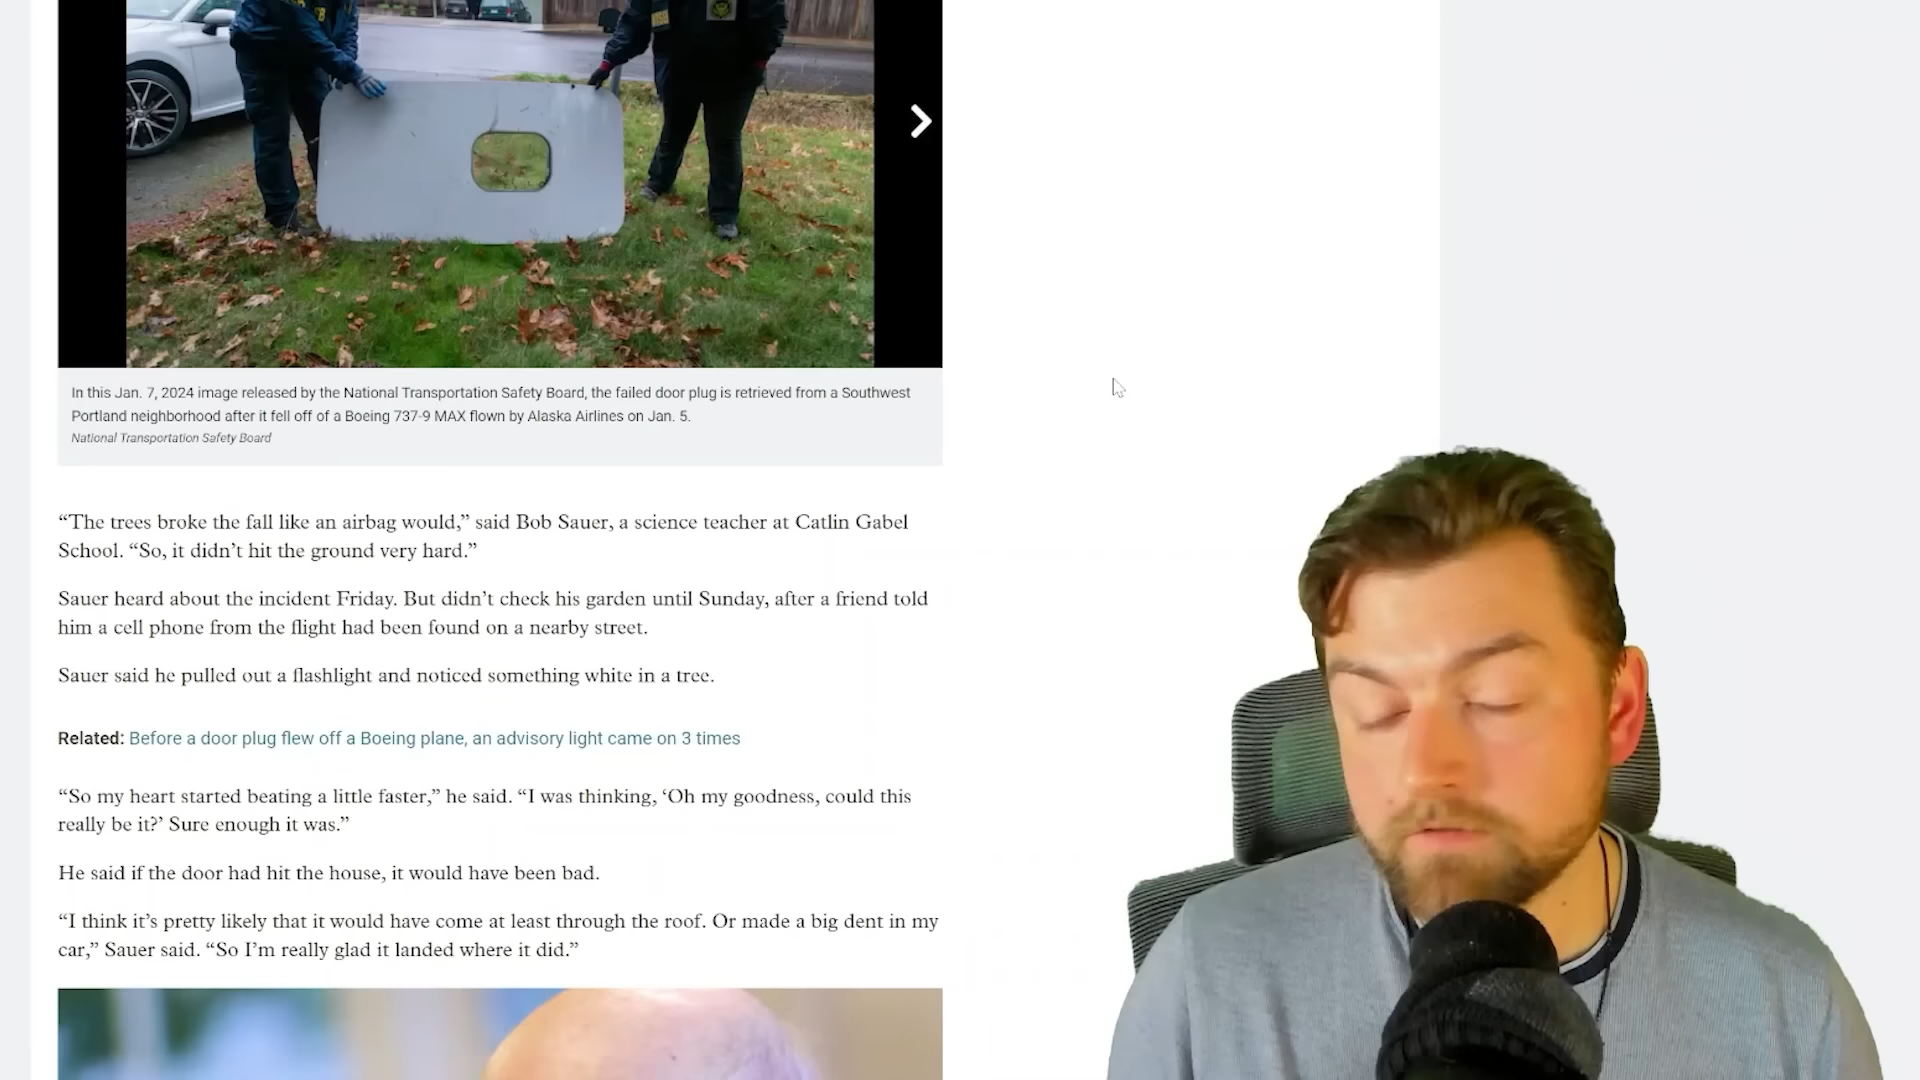 In this Jan. 7, 2024 image released by the National Transportation Safety Board, the failed door plug is retrieved from a Southwest
Portland neighborhood after it fell off of a Boeing 737-9 MAX flown by Alaska Airlines on Jan. 5.
National Transportation Safety Board
“The trees broke the fall like an airbag would,” said Bob Sauer, a science teacher at Catlin Gabel
School. “So, it didn’t hit the ground very hard.”
Sauer heard about the incident Friday. But didn’t check his garden until Sunday, after a friend told
him a cell phone from the flight had been found on a nearby street.
Sauer said he pulled out a flashlight and noticed something white in a tree.
Related: Before a door plug flew off a Boeing plane, an advisory light came on 3 times
“So my heart started beating a little faster,” he said. “I was thinking, ‘Oh my goodness, could this
really be it?’ Sure enough it was.”
He said if the door had hit the house, it would have been bad.
“I think it’s pretty likely that it would have come at least through the roof. Or made a big dent in my
car,” Sauer said. “So I’m really glad it landed where it did.”